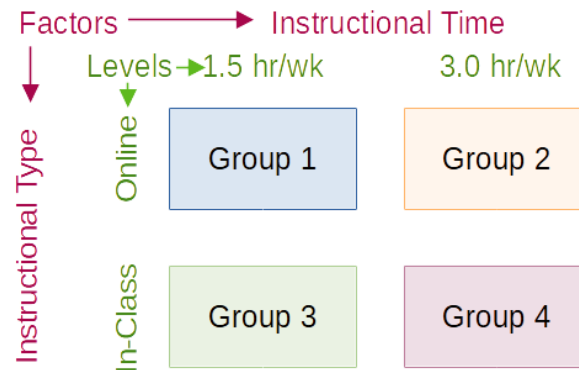 Factors Instructional Time
Levels 1.5 hr/wk 3.0 hr/wk
Instructional Type
Online
Group 1 Group 2
In-Class
Group 3 Group 4